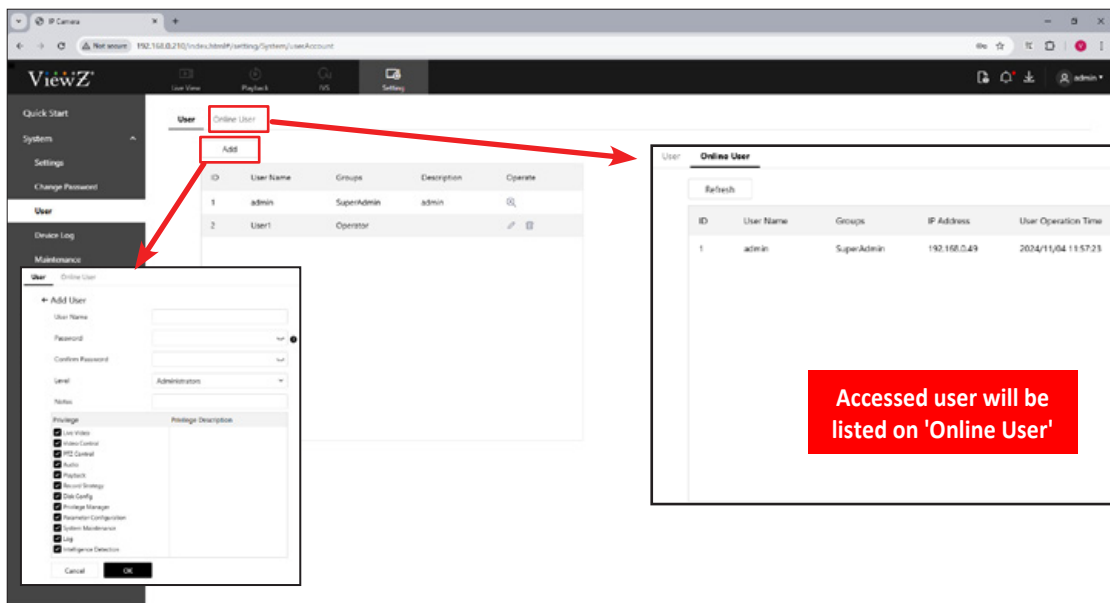 IP Camera
Not secure 192.168.0.210/index.html#/setting/System/userAccount
ViewZ
Live View Playback IVS Setting
admin
Quick Start
System
Settings
Change Password
User
Device Log
Maintenance
User Online User
Add
ID User Name Groups Description Operate
1 admin SuperAdmin admin
2 User1 Operator
User Online User
Add User
User Name
Password
Confirm Password
Level Administrators
Notes
Privilege Privilege Description
Live Video
Video Control
PTZ Control
Audio
Playback
Record Strategy
Disk Config
Privilege Manager
Parameter Configuration
System Maintenance
Log
Intelligence Detection
Cancel OK
User Online User
Refresh
ID User Name Groups IP Address User Operation Time
1 admin SuperAdmin 192.168.0.49 2024/11/04 11:57:23
Accessed user will be
listed on 'Online User'